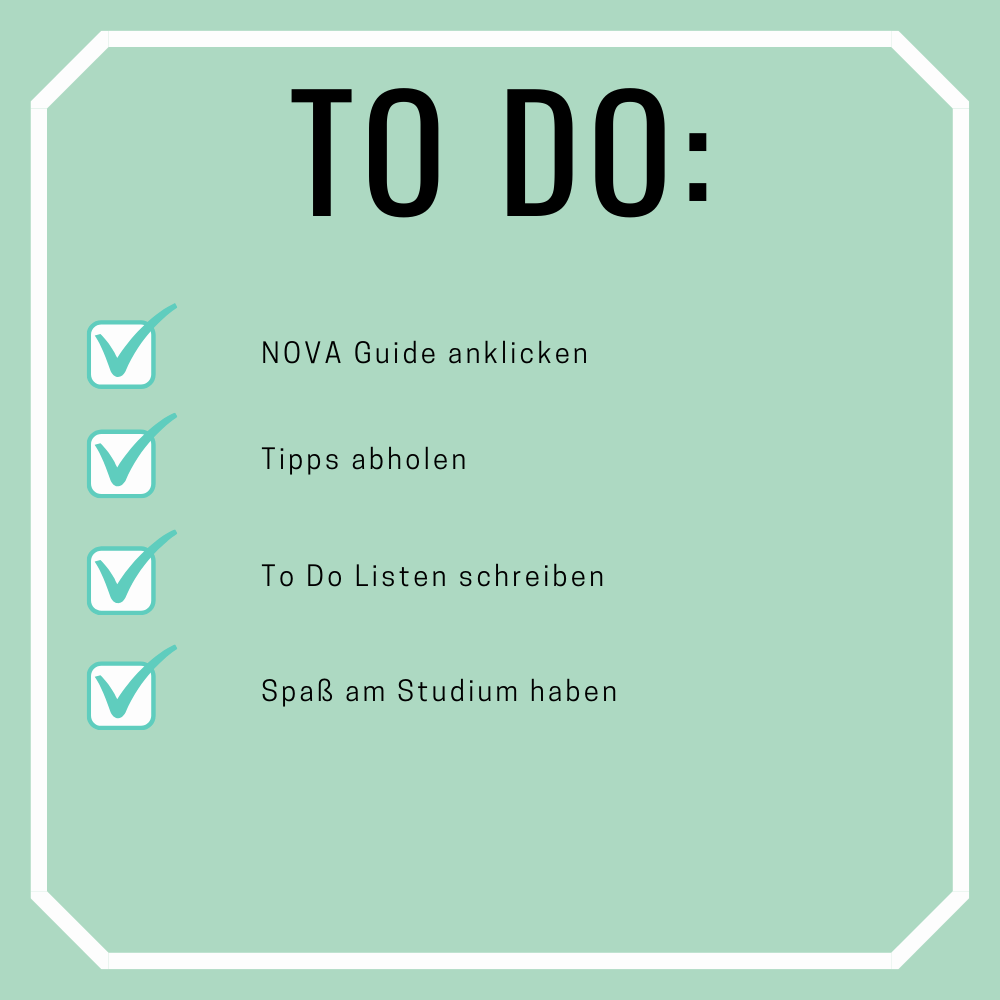 TO DO:
NOVA Guide anklicken
Tipps abholen
To Do Listen schreiben
Spaß am Studium haben